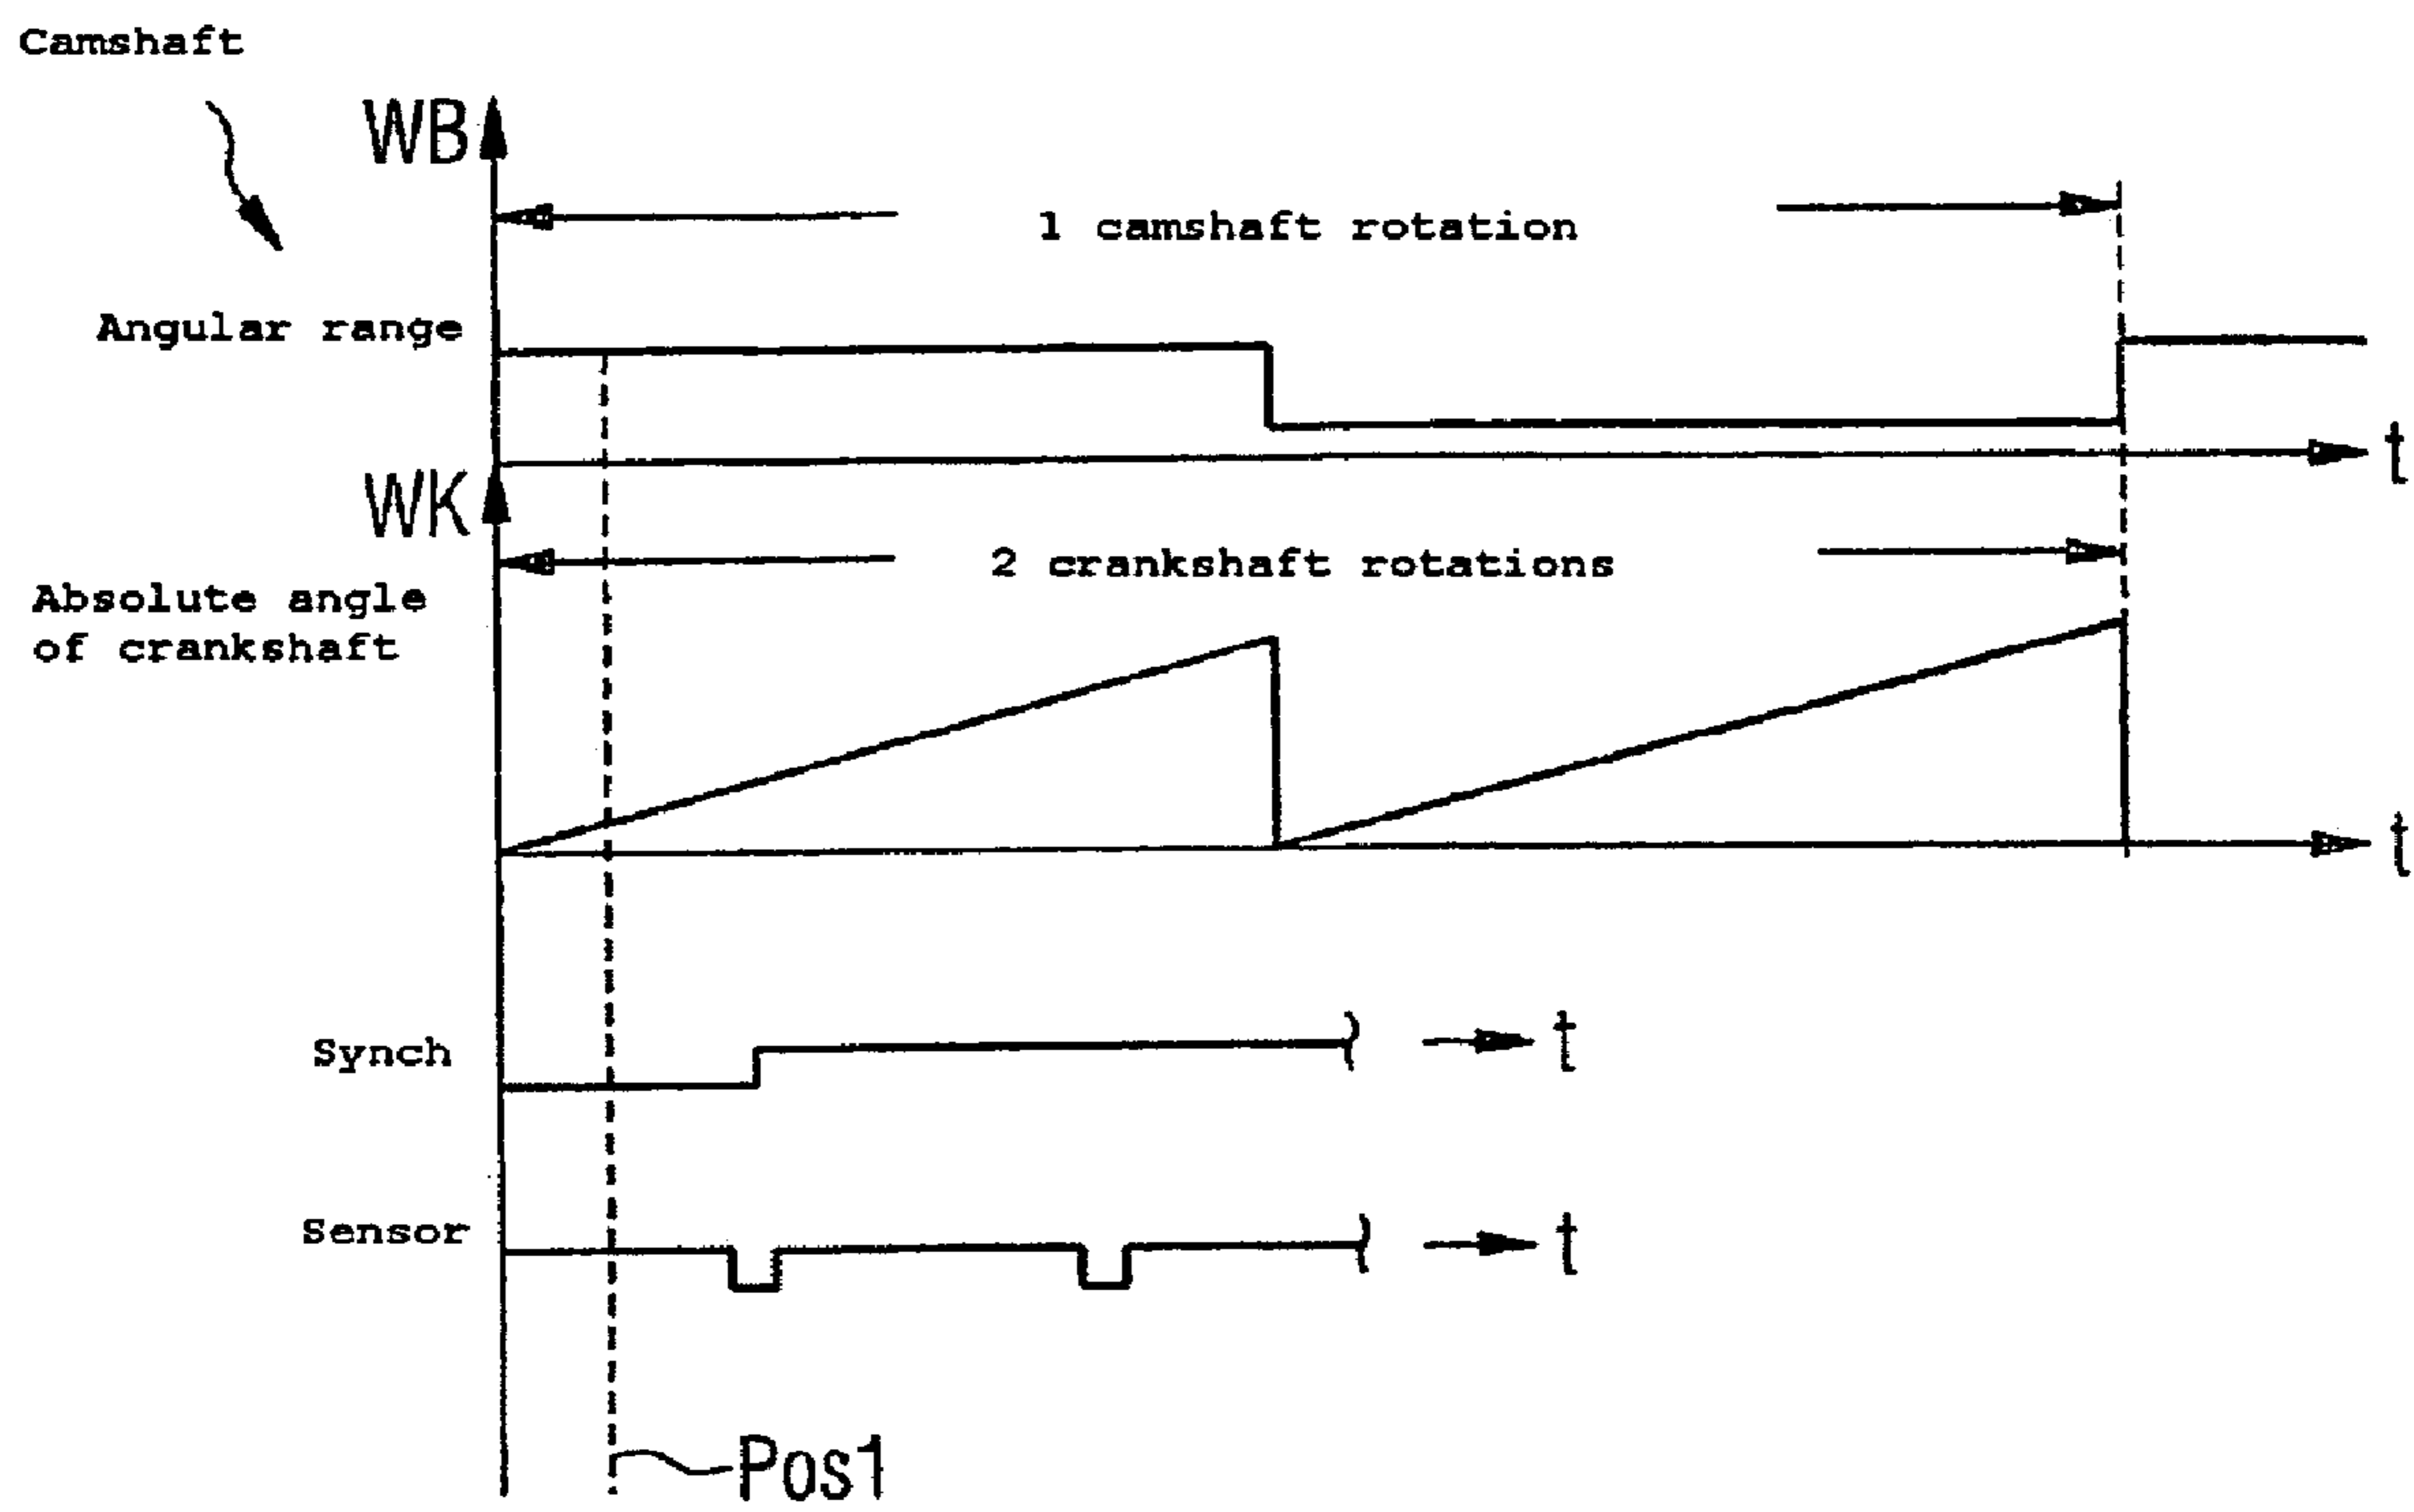 Camshaft
WB
1 camshaft rotation
Angular range
t
WK
2 crankshaft rotations
Absolute angle
of crankshaft
t
Synch
t
Sensor
t
Pos1